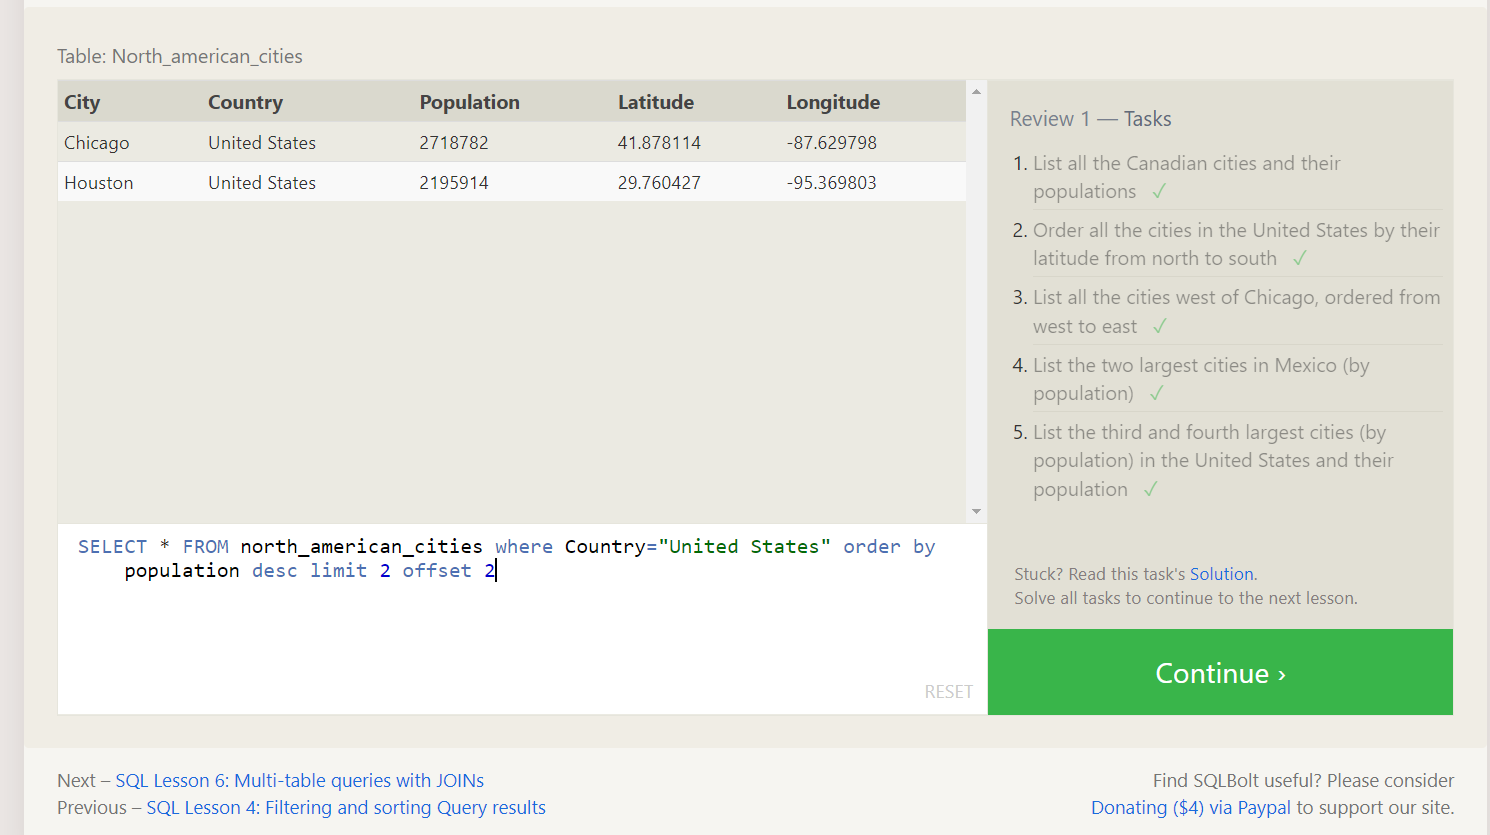 Table: North_american_cities
City Country Population Latitude Longitude
Chicago United States 2718782 41.878114 -87.629798
Houston United States 2195914 29.760427 -95.369803
SELECT * FROM north_american_cities where Country="United States" order by
population desc limit 2 offset 2
RESET
Review 1 — Tasks
1. List all the Canadian cities and their
populations ✓
2. Order all the cities in the United States by their
latitude from north to south ✓
3. List all the cities west of Chicago, ordered from
west to east ✓
4. List the two largest cities in Mexico (by
population) ✓
5. List the third and fourth largest cities (by
population) in the United States and their
population ✓
Stuck? Read this task's Solution.
Solve all tasks to continue to the next lesson.
Continue ›
Next – SQL Lesson 6: Multi-table queries with JOINs
Previous – SQL Lesson 4: Filtering and sorting Query results
Find SQLBolt useful? Please consider
Donating ($4) via Paypal to support our site.